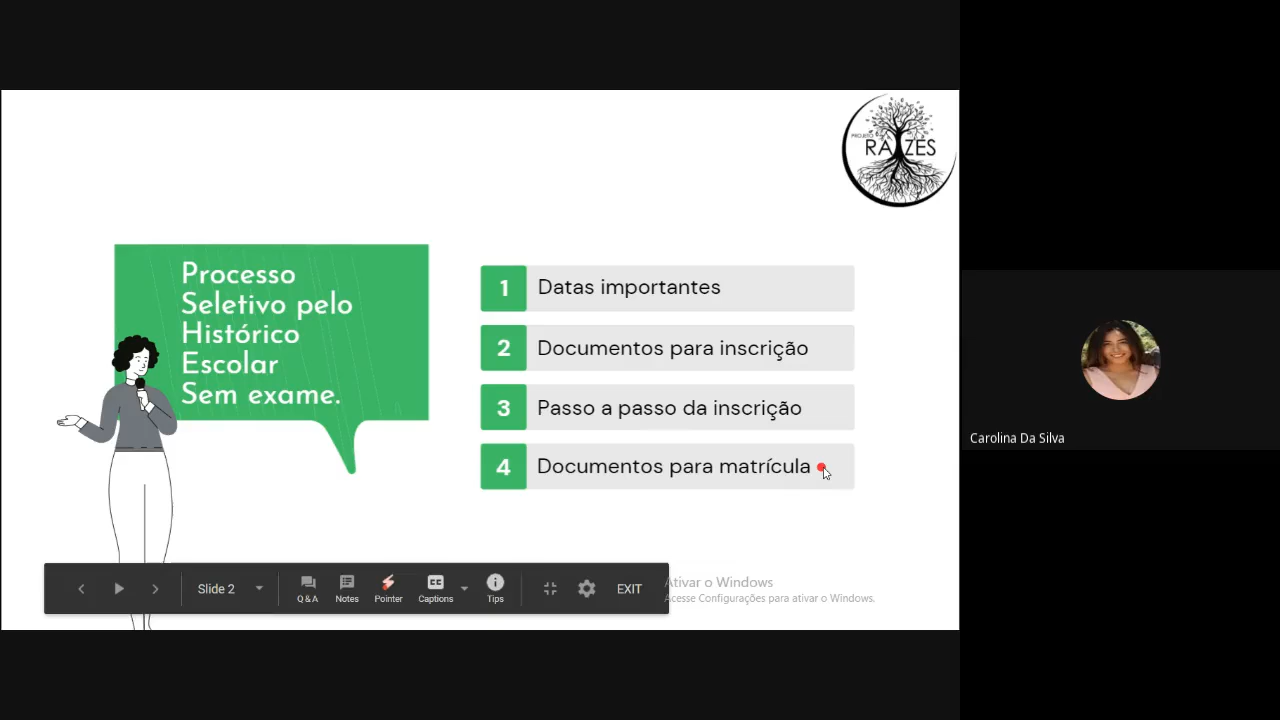 PROJETO
RAÍZES
Processo
Seletivo pelo
Histórico
Escolar
Sem exame.
1 Datas importantes
2 Documentos para inscrição
3 Passo a passo da inscrição
4 Documentos para matrícula
Carolina Da Silva
Slide 2
Q & A
Notes
Pointer
CC
Captions
Tips
EXIT
Ativar o Windows
Acesse Configurações para ativar o Windows.